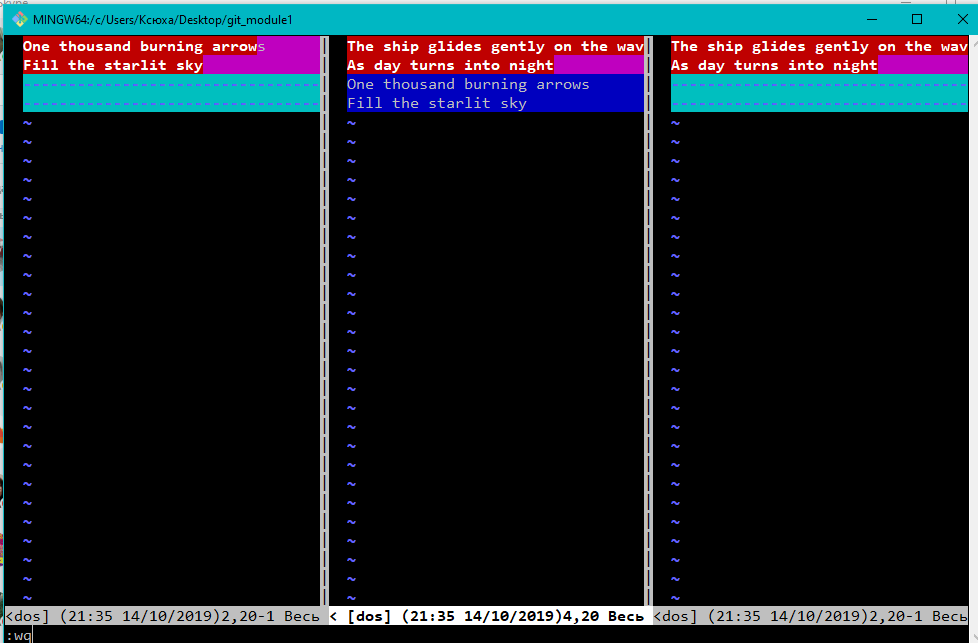 MINGW64:/c/Users/Ксюха/Desktop/git_module1
One thousand burning arrows
Fill the starlit sky
The ship glides gently on the wav
As day turns into night
One thousand burning arrows
Fill the starlit sky
The ship glides gently on the wav
As day turns into night
<dos] (21:35 14/10/2019)2,20-1 Весь
< [dos] (21:35 14/10/2019)4,20 Весь
<dos] (21:35 14/10/2019)2,20-1 Весь
:wq